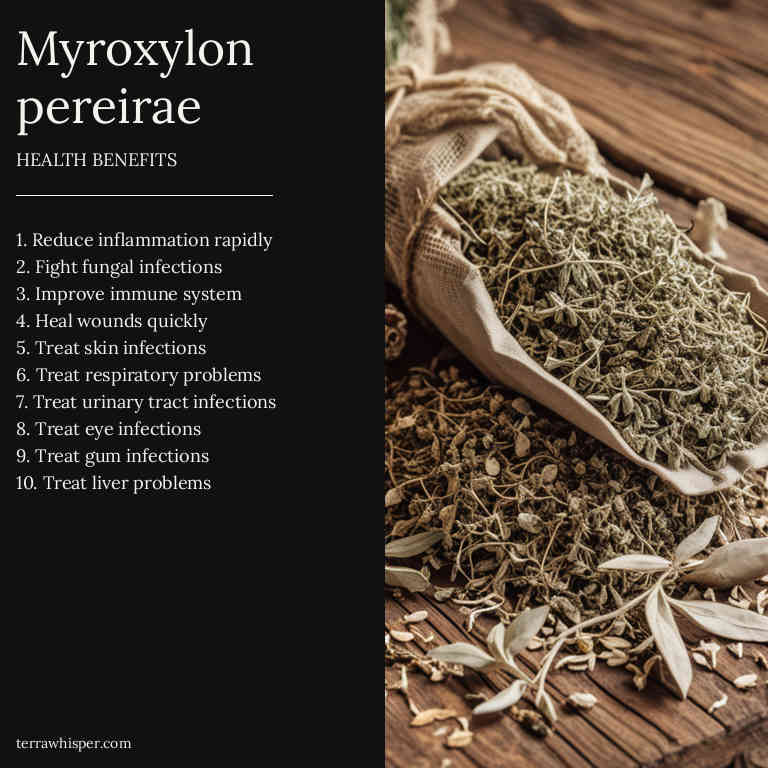 Myroxylon
pereirae
HEALTH BENEFITS
1. Reduce inflammation rapidly
2. Fight fungal infections
3. Improve immune system
4. Heal wounds quickly
5. Treat skin infections
6. Treat respiratory problems
7. Treat urinary tract infections
8. Treat eye infections
9. Treat gum infections
10. Treat liver problems
terrawhisper.com